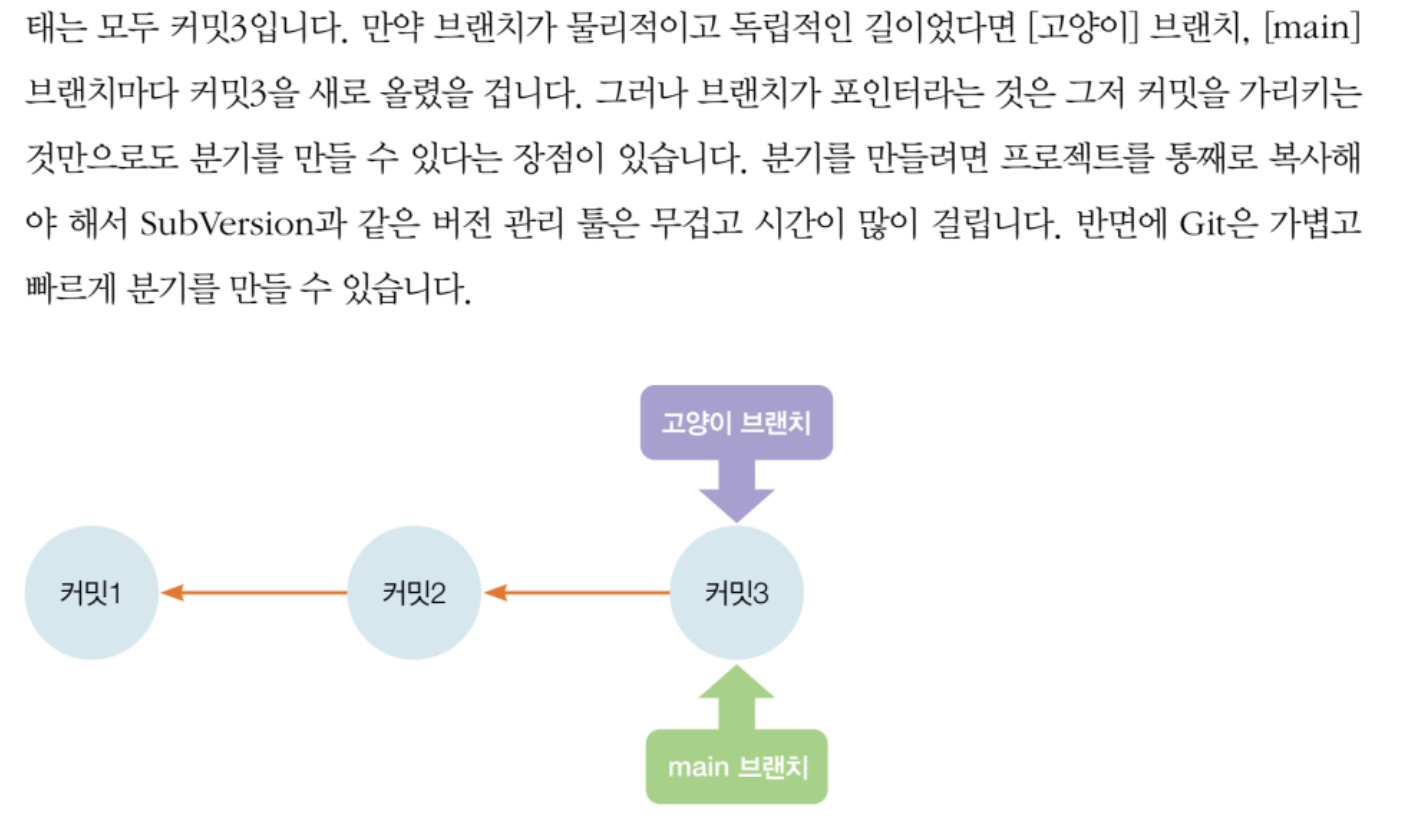 태는 모두 커밋3입니다. 만약 브랜치가 물리적이고 독립적인 길이었다면 [고양이] 브랜치, [main]
브랜치마다 커밋3을 새로 올렸을 겁니다. 그러나 브랜치가 포인터라는 것은 그저 커밋을 가리키는
것만으로도 분기를 만들 수 있다는 장점이 있습니다. 분기를 만들려면 프로젝트를 통째로 복사해
야 해서 SubVersion과 같은 버전 관리 툴은 무겁고 시간이 많이 걸립니다. 반면에 Git은 가볍고
빠르게 분기를 만들 수 있습니다.
고양이 브랜치
커밋1
커밋2
커밋3
main 브랜치